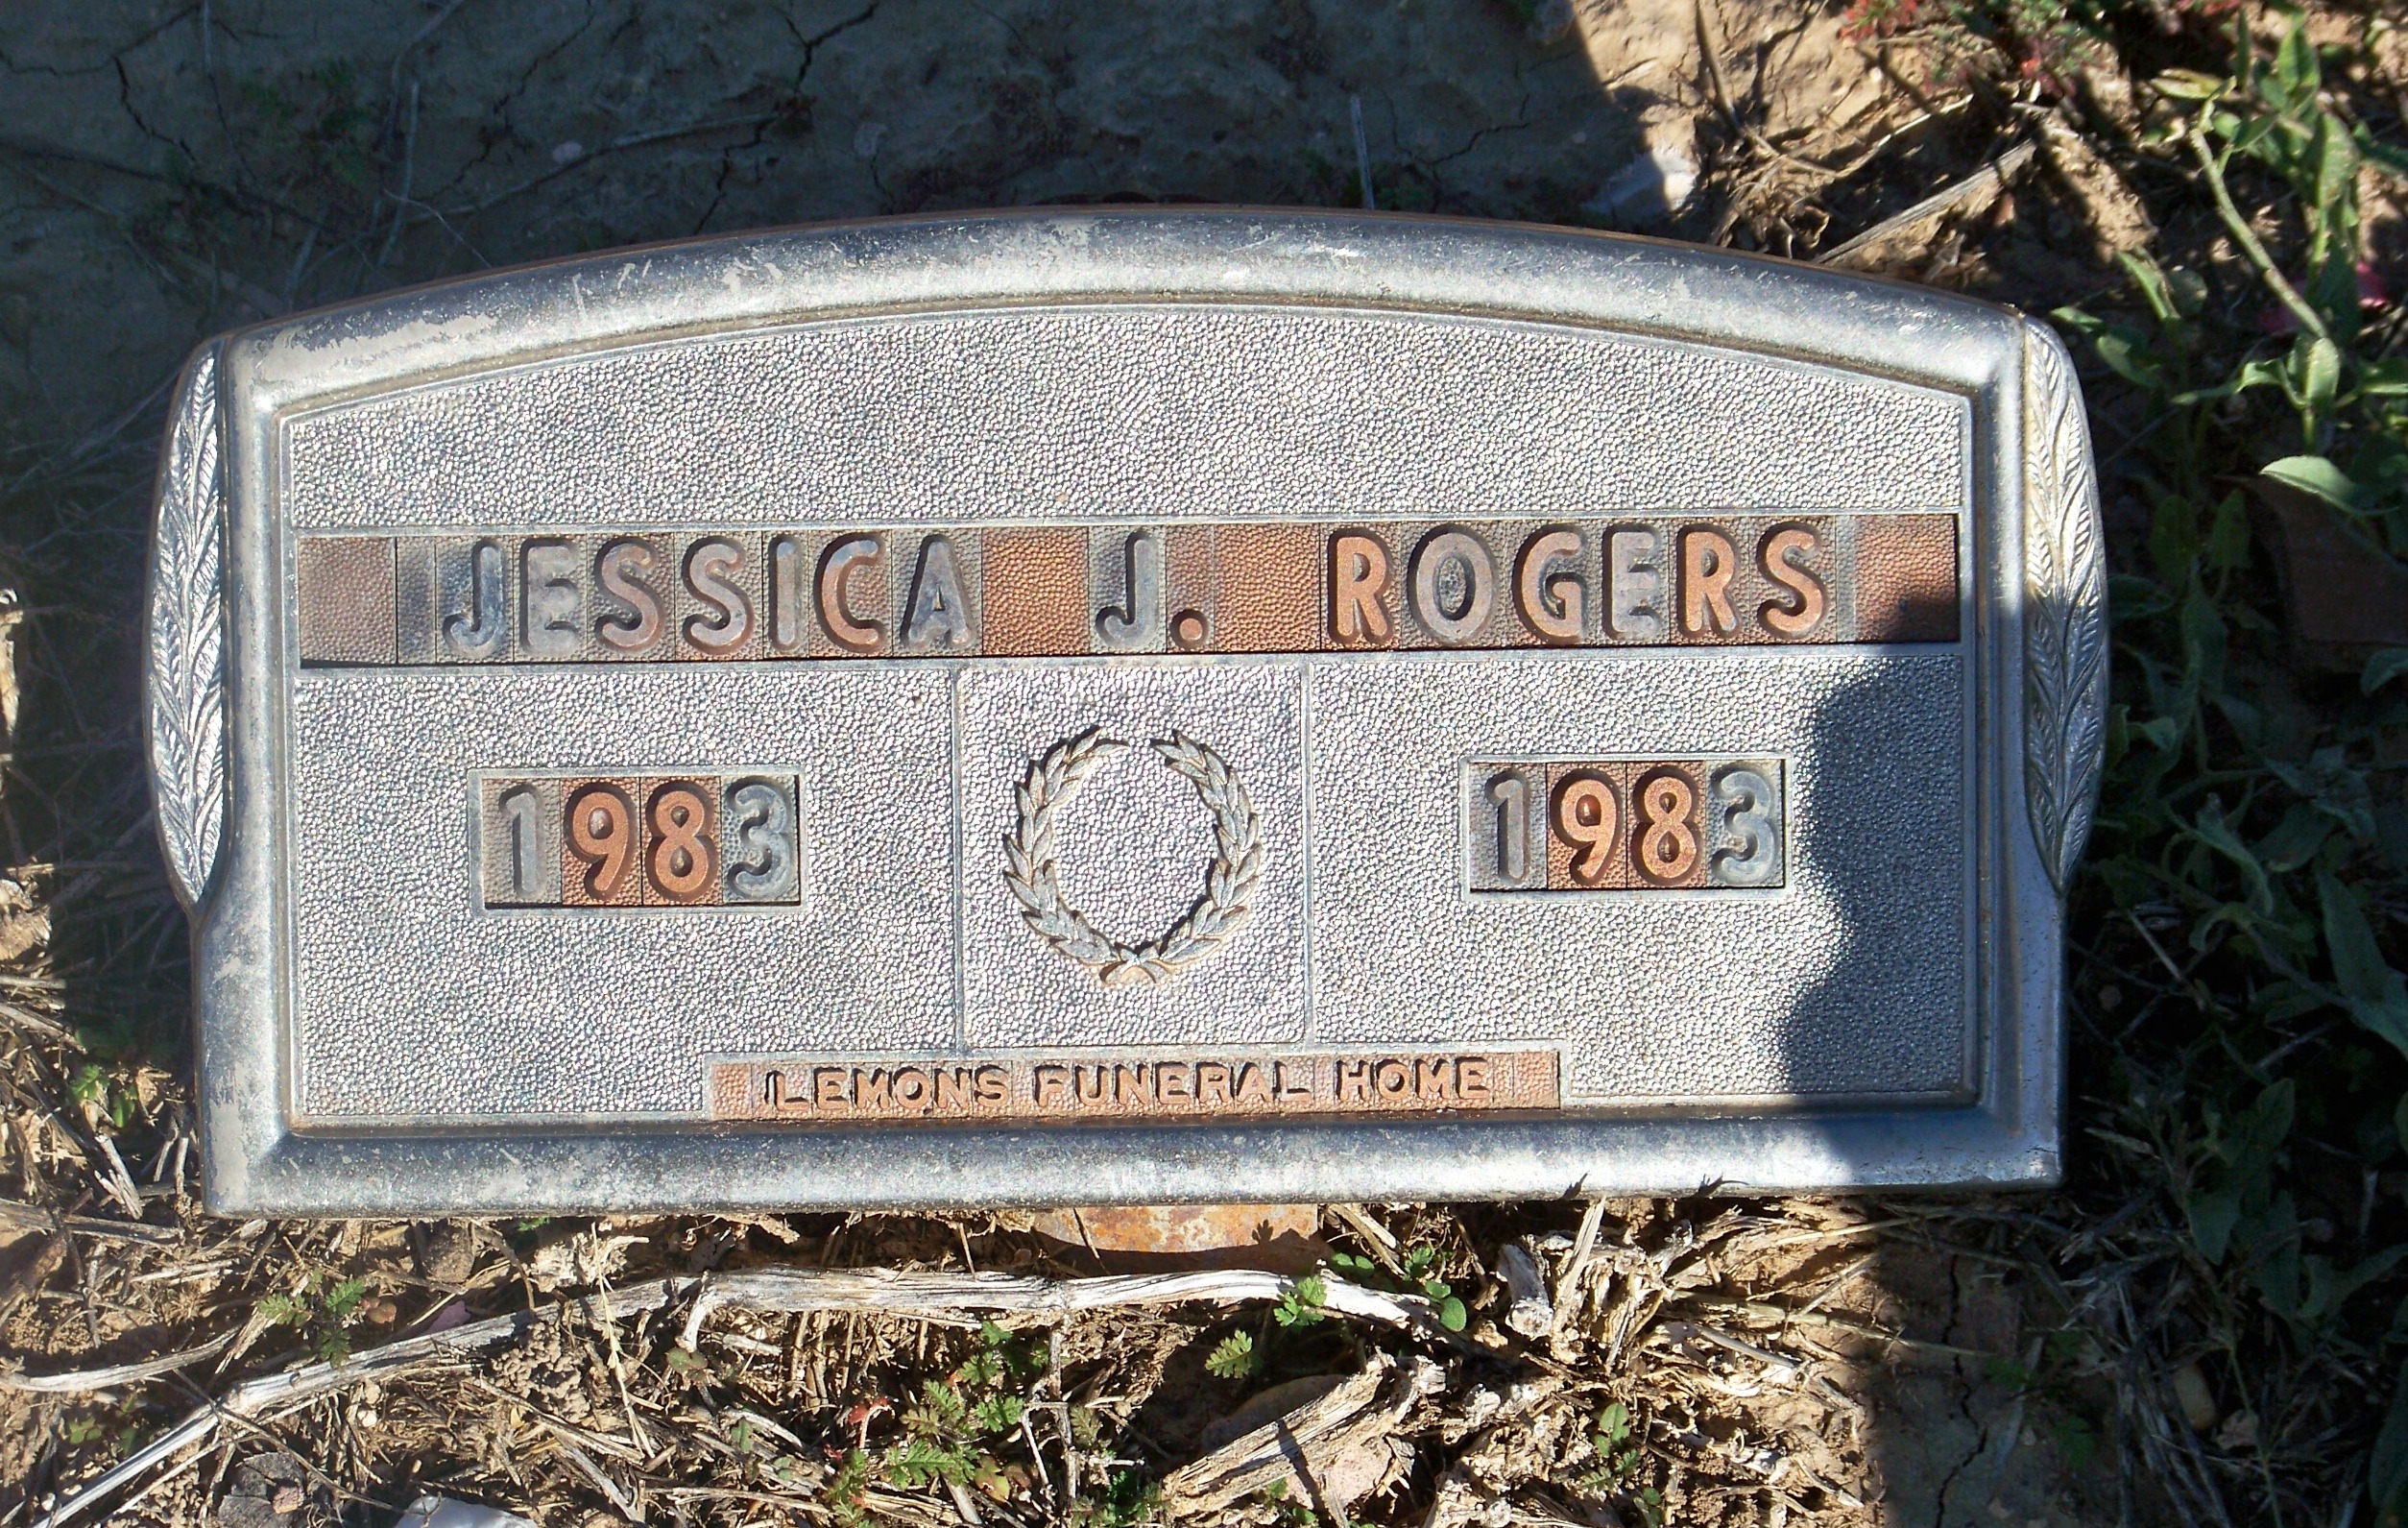 JESSICA J. ROGERS
1983 1983
LEMONS FUNERAL HOME